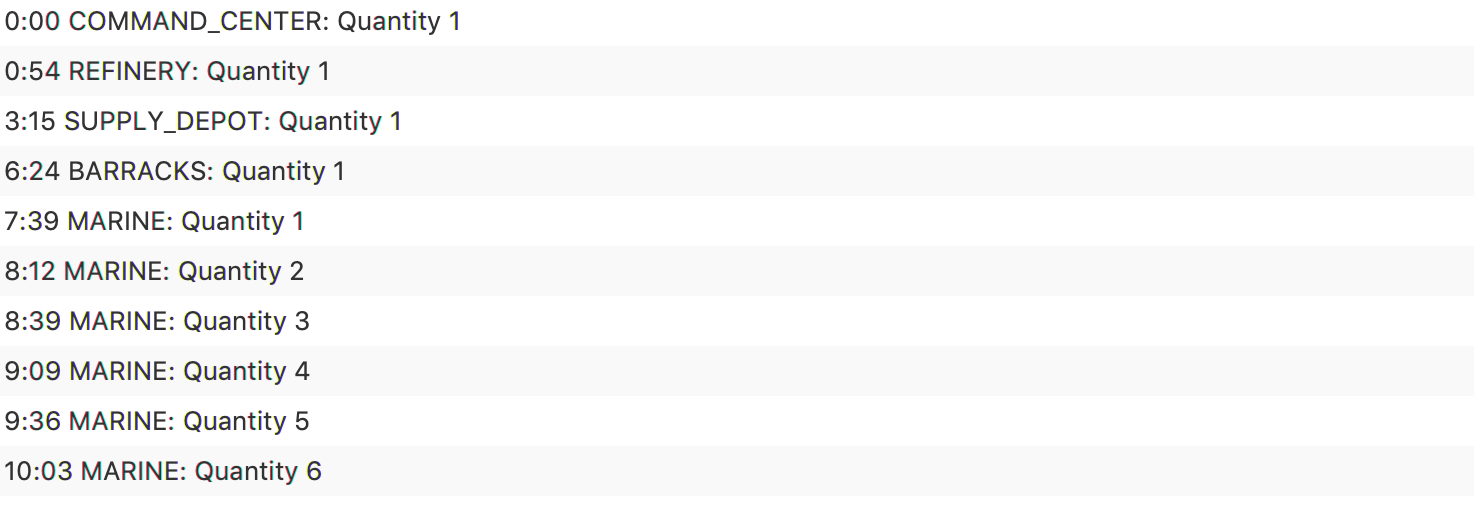 0:00 COMMAND_CENTER: Quantity 1
0:54 REFINERY: Quantity 1
3:15 SUPPLY_DEPOT: Quantity 1
6:24 BARRACKS: Quantity 1
7:39 MARINE: Quantity 1
8:12 MARINE: Quantity 2
8:39 MARINE: Quantity 3
9:09 MARINE: Quantity 4
9:36 MARINE: Quantity 5
10:03 MARINE: Quantity 6